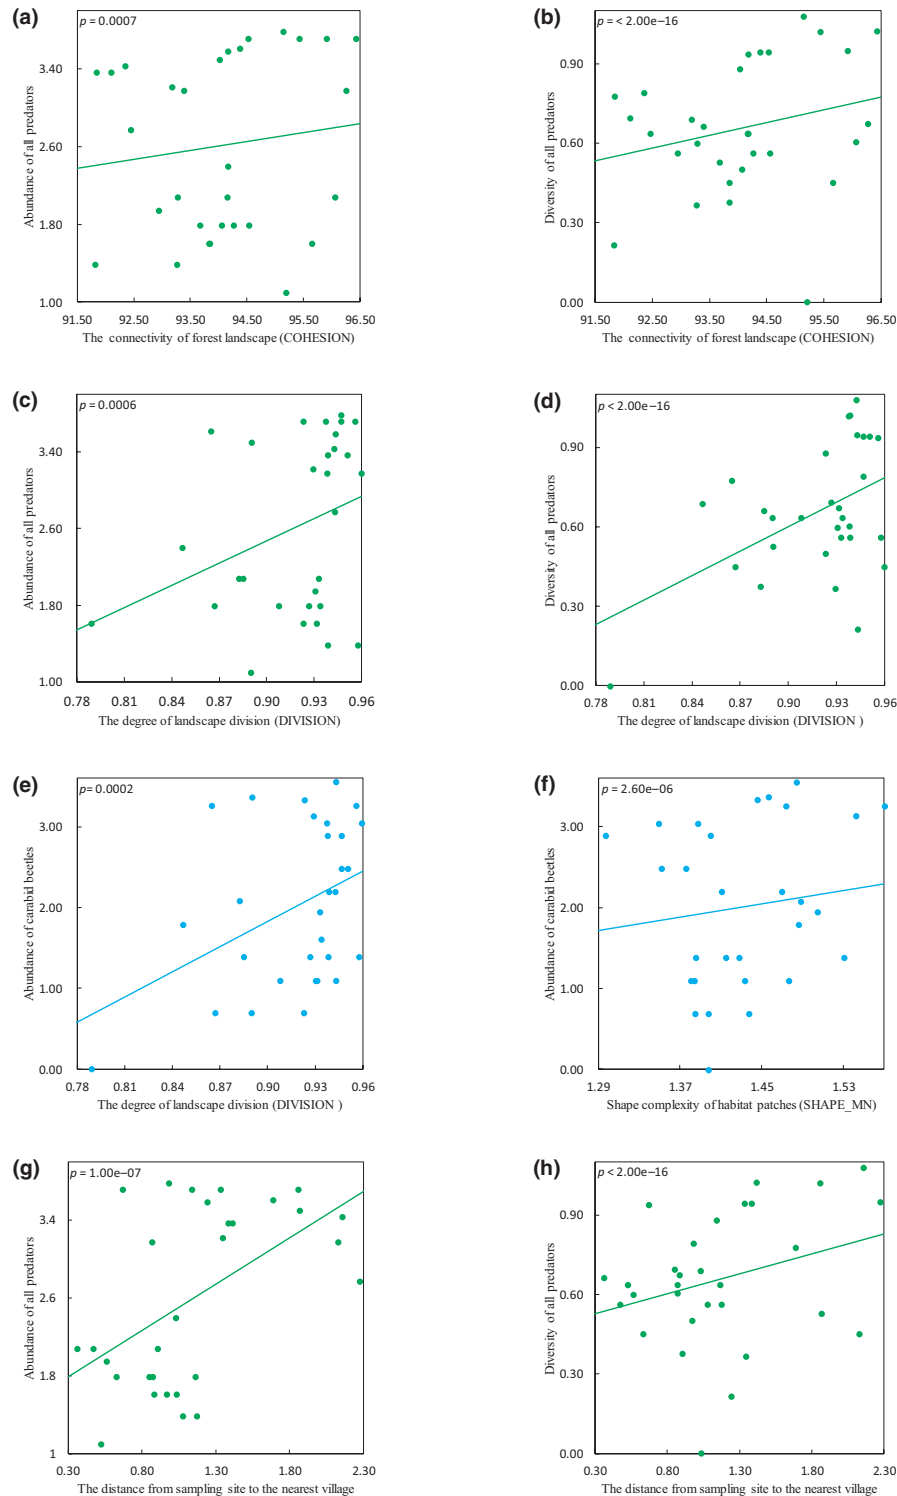 (a)
p = 0.0007
Abundance of all predators
3.40
2.60
1.80
1.00
91.50 92.50 93.50 94.50 95.50 96.50
The connectivity of forest landscape (COHESION)
(b)
p = < 2.00e−16
Diversity of all predators
0.90
0.60
0.30
0.00
91.50 92.50 93.50 94.50 95.50 96.50
The connectivity of forest landscape (COHESION)
(c)
p = 0.0006
Abundance of all predators
3.40
2.60
1.80
1.00
0.78 0.81 0.84 0.87 0.90 0.93 0.96
The degree of landscape division (DIVISION)
(d)
p < 2.00e−16
Diversity of all predators
0.90
0.60
0.30
0.00
0.78 0.81 0.84 0.87 0.90 0.93 0.96
The degree of landscape division (DIVISION )
(e)
p = 0.0002
Abundance of carabid beetles
3.00
2.00
1.00
0.00
0.78 0.81 0.84 0.87 0.90 0.93 0.96
The degree of landscape division (DIVISION )
(f)
p = 2.60e−06
Abundance of carabid beetles
3.00
2.00
1.00
0.00
1.29 1.37 1.45 1.53
Shape complexity of habitat patches (SHAPE_MN)
(g)
p = 1.00e−07
Abundance of all predators
3.4
2.6
1.8
1
0.30 0.80 1.30 1.80 2.30
The distance from sampling site to the nearest village
(h)
p < 2.00e−16
Diversity of all predators
0.90
0.60
0.30
0.00
0.30 0.80 1.30 1.80 2.30
The distance from sampling site to the nearest village